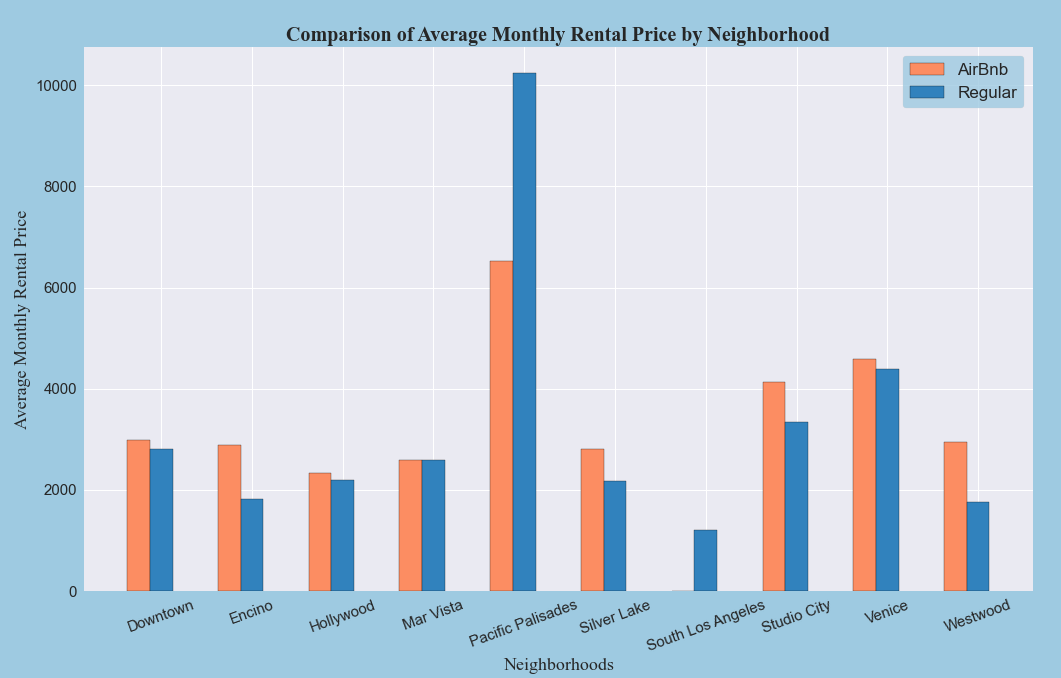 Comparison of Average Monthly Rental Price by Neighborhood
AirBnb
Regular
Average Monthly Rental Price
10000
8000
6000
4000
2000
0
Downtown
Encino
Hollywood
Mar Vista
Pacific Palisades
Silver Lake
South Los Angeles
Studio City
Venice
Westwood
Neighborhoods